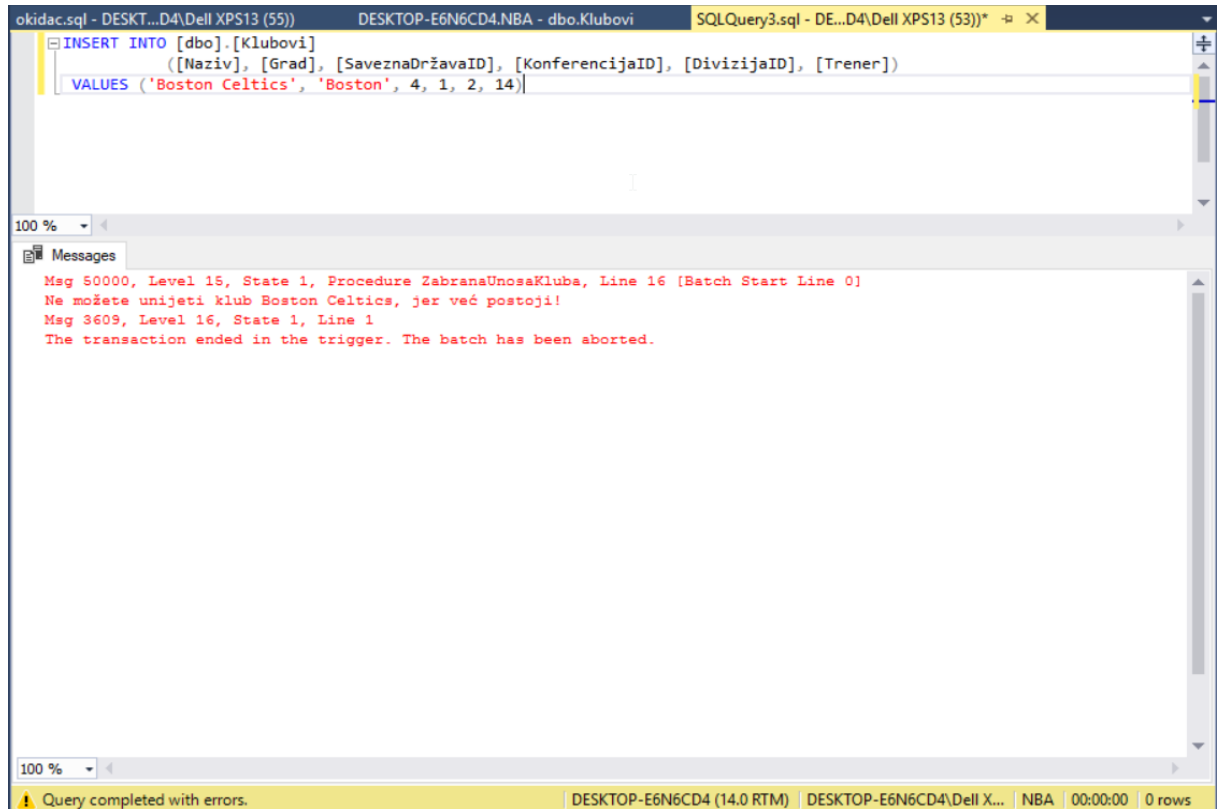 okidac.sql - DESKT...D4\Dell XPS13 (55))
DESKTOP-E6N6CD4.NBA - dbo.Klubovi
SQLQuery3.sql - DE...D4\Dell XPS13 (53))*
INSERT INTO [dbo].[Klubovi]
([Naziv], [Grad], [SaveznaDržavaID], [KonferencijaID], [DivizijaID], [Trener])
VALUES ('Boston Celtics', 'Boston', 4, 1, 2, 14)
100 %
Messages
Msg 50000, Level 15, State 1, Procedure ZabranaUnosaKluba, Line 16 [Batch Start Line 0]
Ne možete unijeti klub Boston Celtics, jer već postoji!
Msg 3609, Level 16, State 1, Line 1
The transaction ended in the trigger. The batch has been aborted.
100 %
Query completed with errors.
DESKTOP-E6N6CD4 (14.0 RTM)
DESKTOP-E6N6CD4\Dell X...
NBA
00:00:00
0 rows